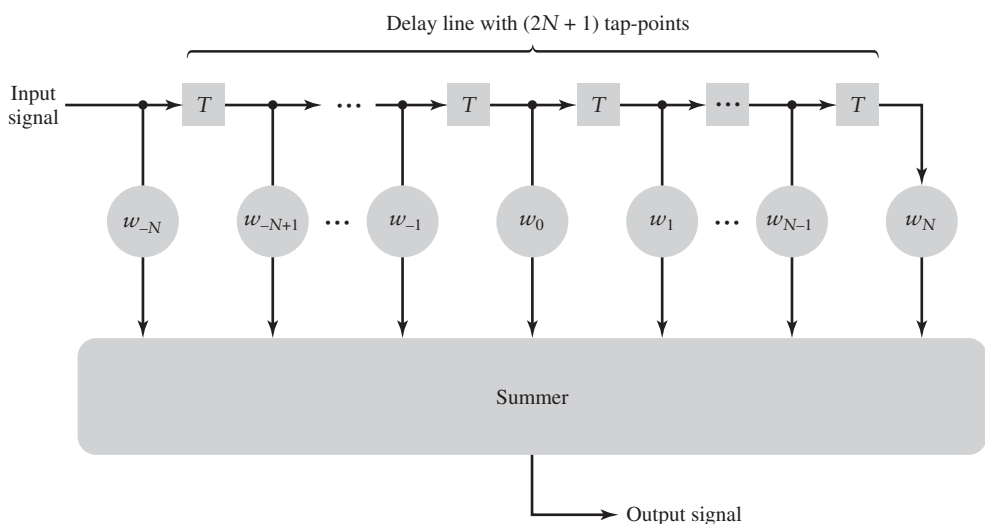 Delay line with (2N + 1) tap-points
Input
signal
T ... T T ... T
w₋N w₋N+1 ... w₋1 w0 w1 ... wN–1 wN
Summer
Output signal